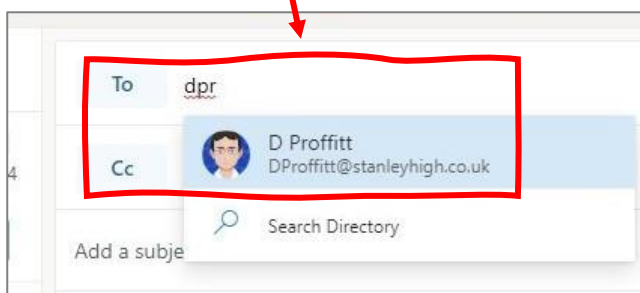 To dpr
D Proffitt
DProffitt@stanleyhigh.co.uk
4
Cc
Search Directory
Add a subje